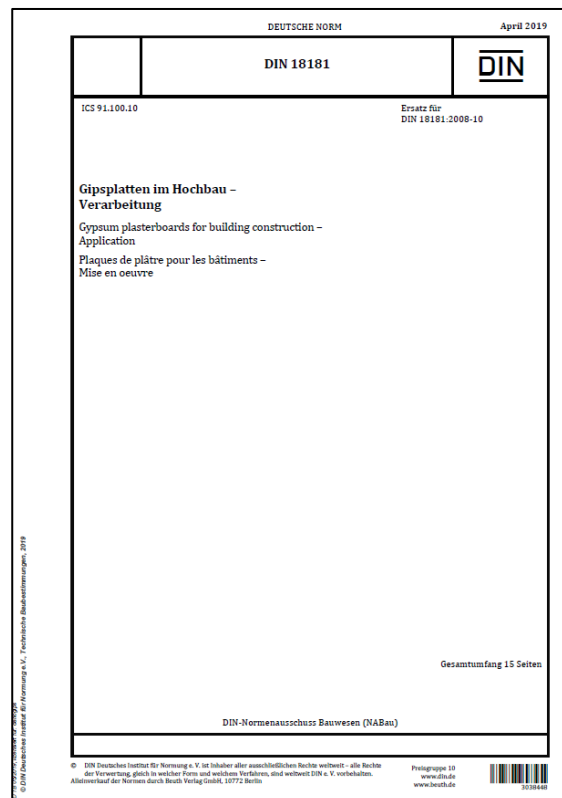 DEUTSCHE NORM
April 2019
DIN 18181
DIN
ICS 91.100.10
Ersatz für
DIN 18181:2008-10
Gipsplatten im Hochbau –
Verarbeitung
Gypsum plasterboards for building construction –
Application
Plaques de plâtre pour les bâtiments –
Mise en oeuvre
Gesamtumfang 15 Seiten
DIN-Normenausschuss Bauwesen (NABau)
© DIN Deutsches Institut für Normung e. V. ist Inhaber aller ausschließlichen Rechte weltweit – alle Rechte
der Verwertung, gleich in welcher Form und welchem Verfahren, sind weltweit DIN e. V. vorbehalten.
Alleinverkauf der Normen durch Beuth Verlag GmbH, 10772 Berlin
Preisgruppe 10
www.din.de
www.beuth.de
3038448
© DIN Deutsches Institut für Normung e.V., Technische Baubestimmungen, 2019